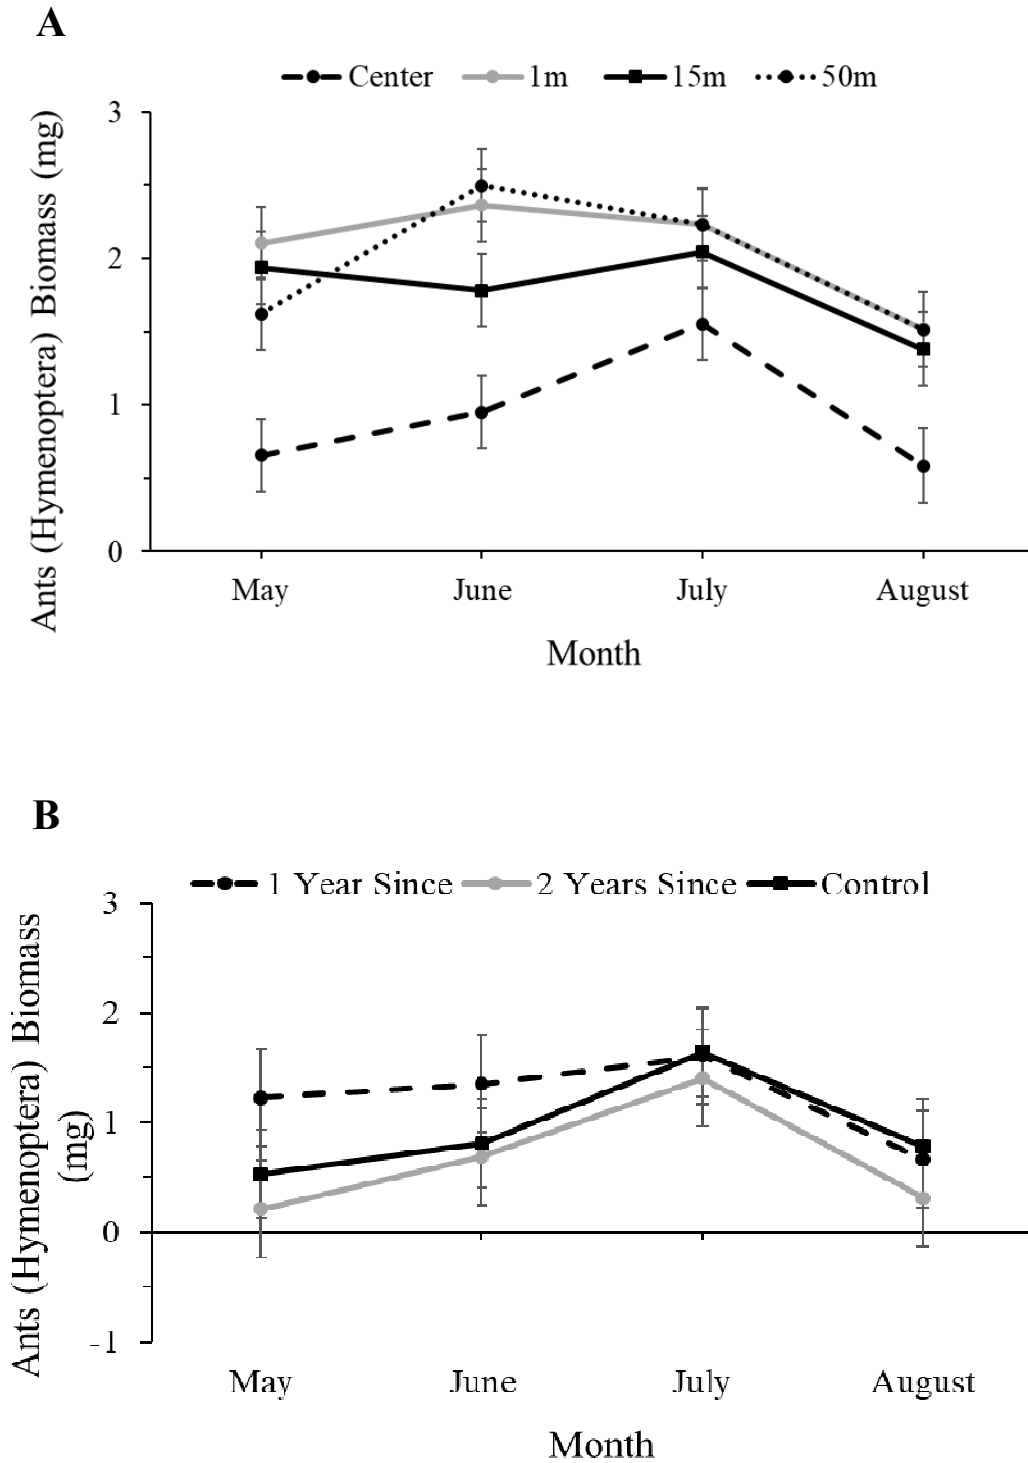 A
Center 1m 15m 50m
Ants (Hymenoptera) Biomass (mg)
3
2
1
0
May June July August
Month
B
1 Year Since 2 Years Since Control
Ants (Hymenoptera) Biomass
(mg)
3
2
1
0
-1
May June July August
Month